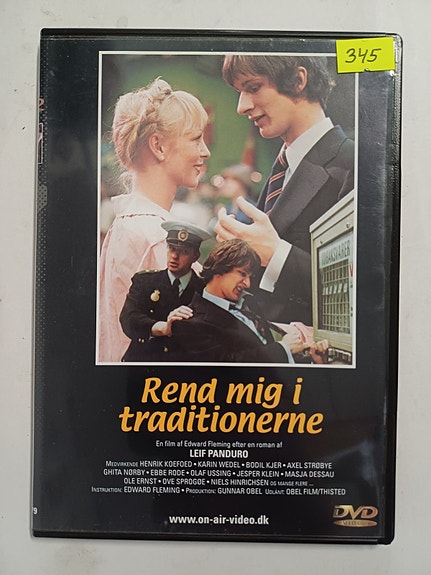 345
Rend mig i
traditionerne
En film af Edward Fleming efter en roman af
LEIF PANDURO
MEDVIRKENDE HENRIK KOEFOED • KARIN WEDEL • BODIL KJER • AXEL STRØBYE
GHITA NØRBY • EBBE RODE • OLAF USSING • JESPER KLEIN • MASJA DESSAU
OLE ERNST • OVE SPROGØE • NIELS HINRICHSEN OG MANGE FLERE ...
INSTRUKTION: EDWARD FLEMING • PRODUKTION: GUNNAR OBEL UDLÅNT: OBEL FILM/THISTED
www.on-air-video.dk
DVD
VIDEO